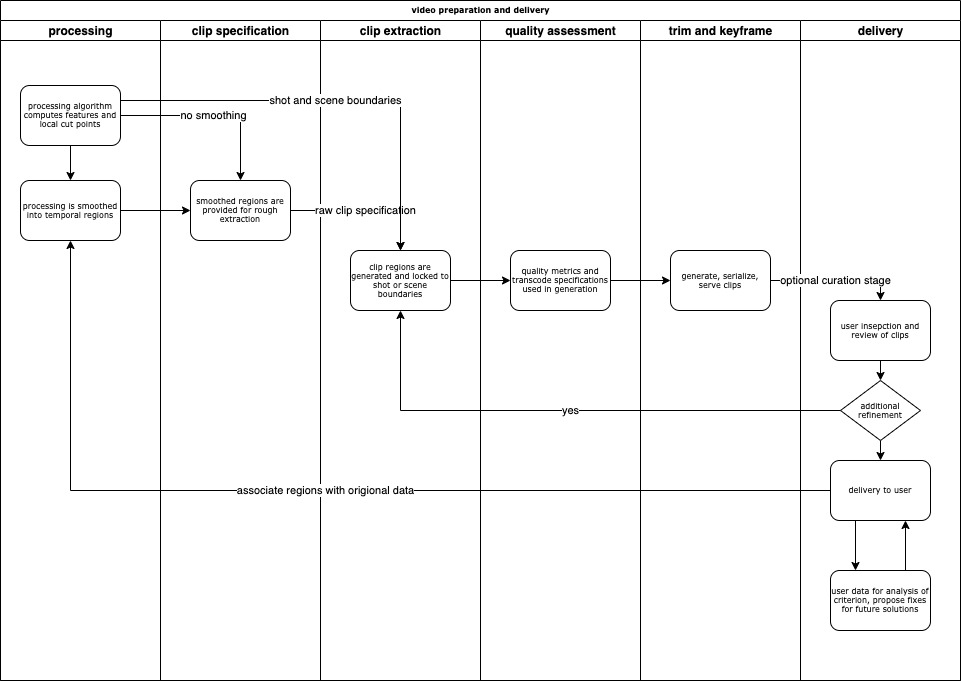 video preparation and delivery
processing
clip specification
clip extraction
quality assessment
trim and keyframe
delivery
processing algorithm
computes features and
local cut points
shot and scene boundaries
no smoothing
processing is smoothed
into temporal regions
smoothed regions are
provided for rough
extraction
raw clip specification
clip regions are
generated and locked to
shot or scene
boundaries
quality metrics and
transcode specifications
used in generation
generate, serialize,
serve clips
optional curation stage
user insepction and
review of clips
additional
refinement
yes
delivery to user
associate regions with origional data
user data for analysis of
criterion, propose fixes
for future solutions